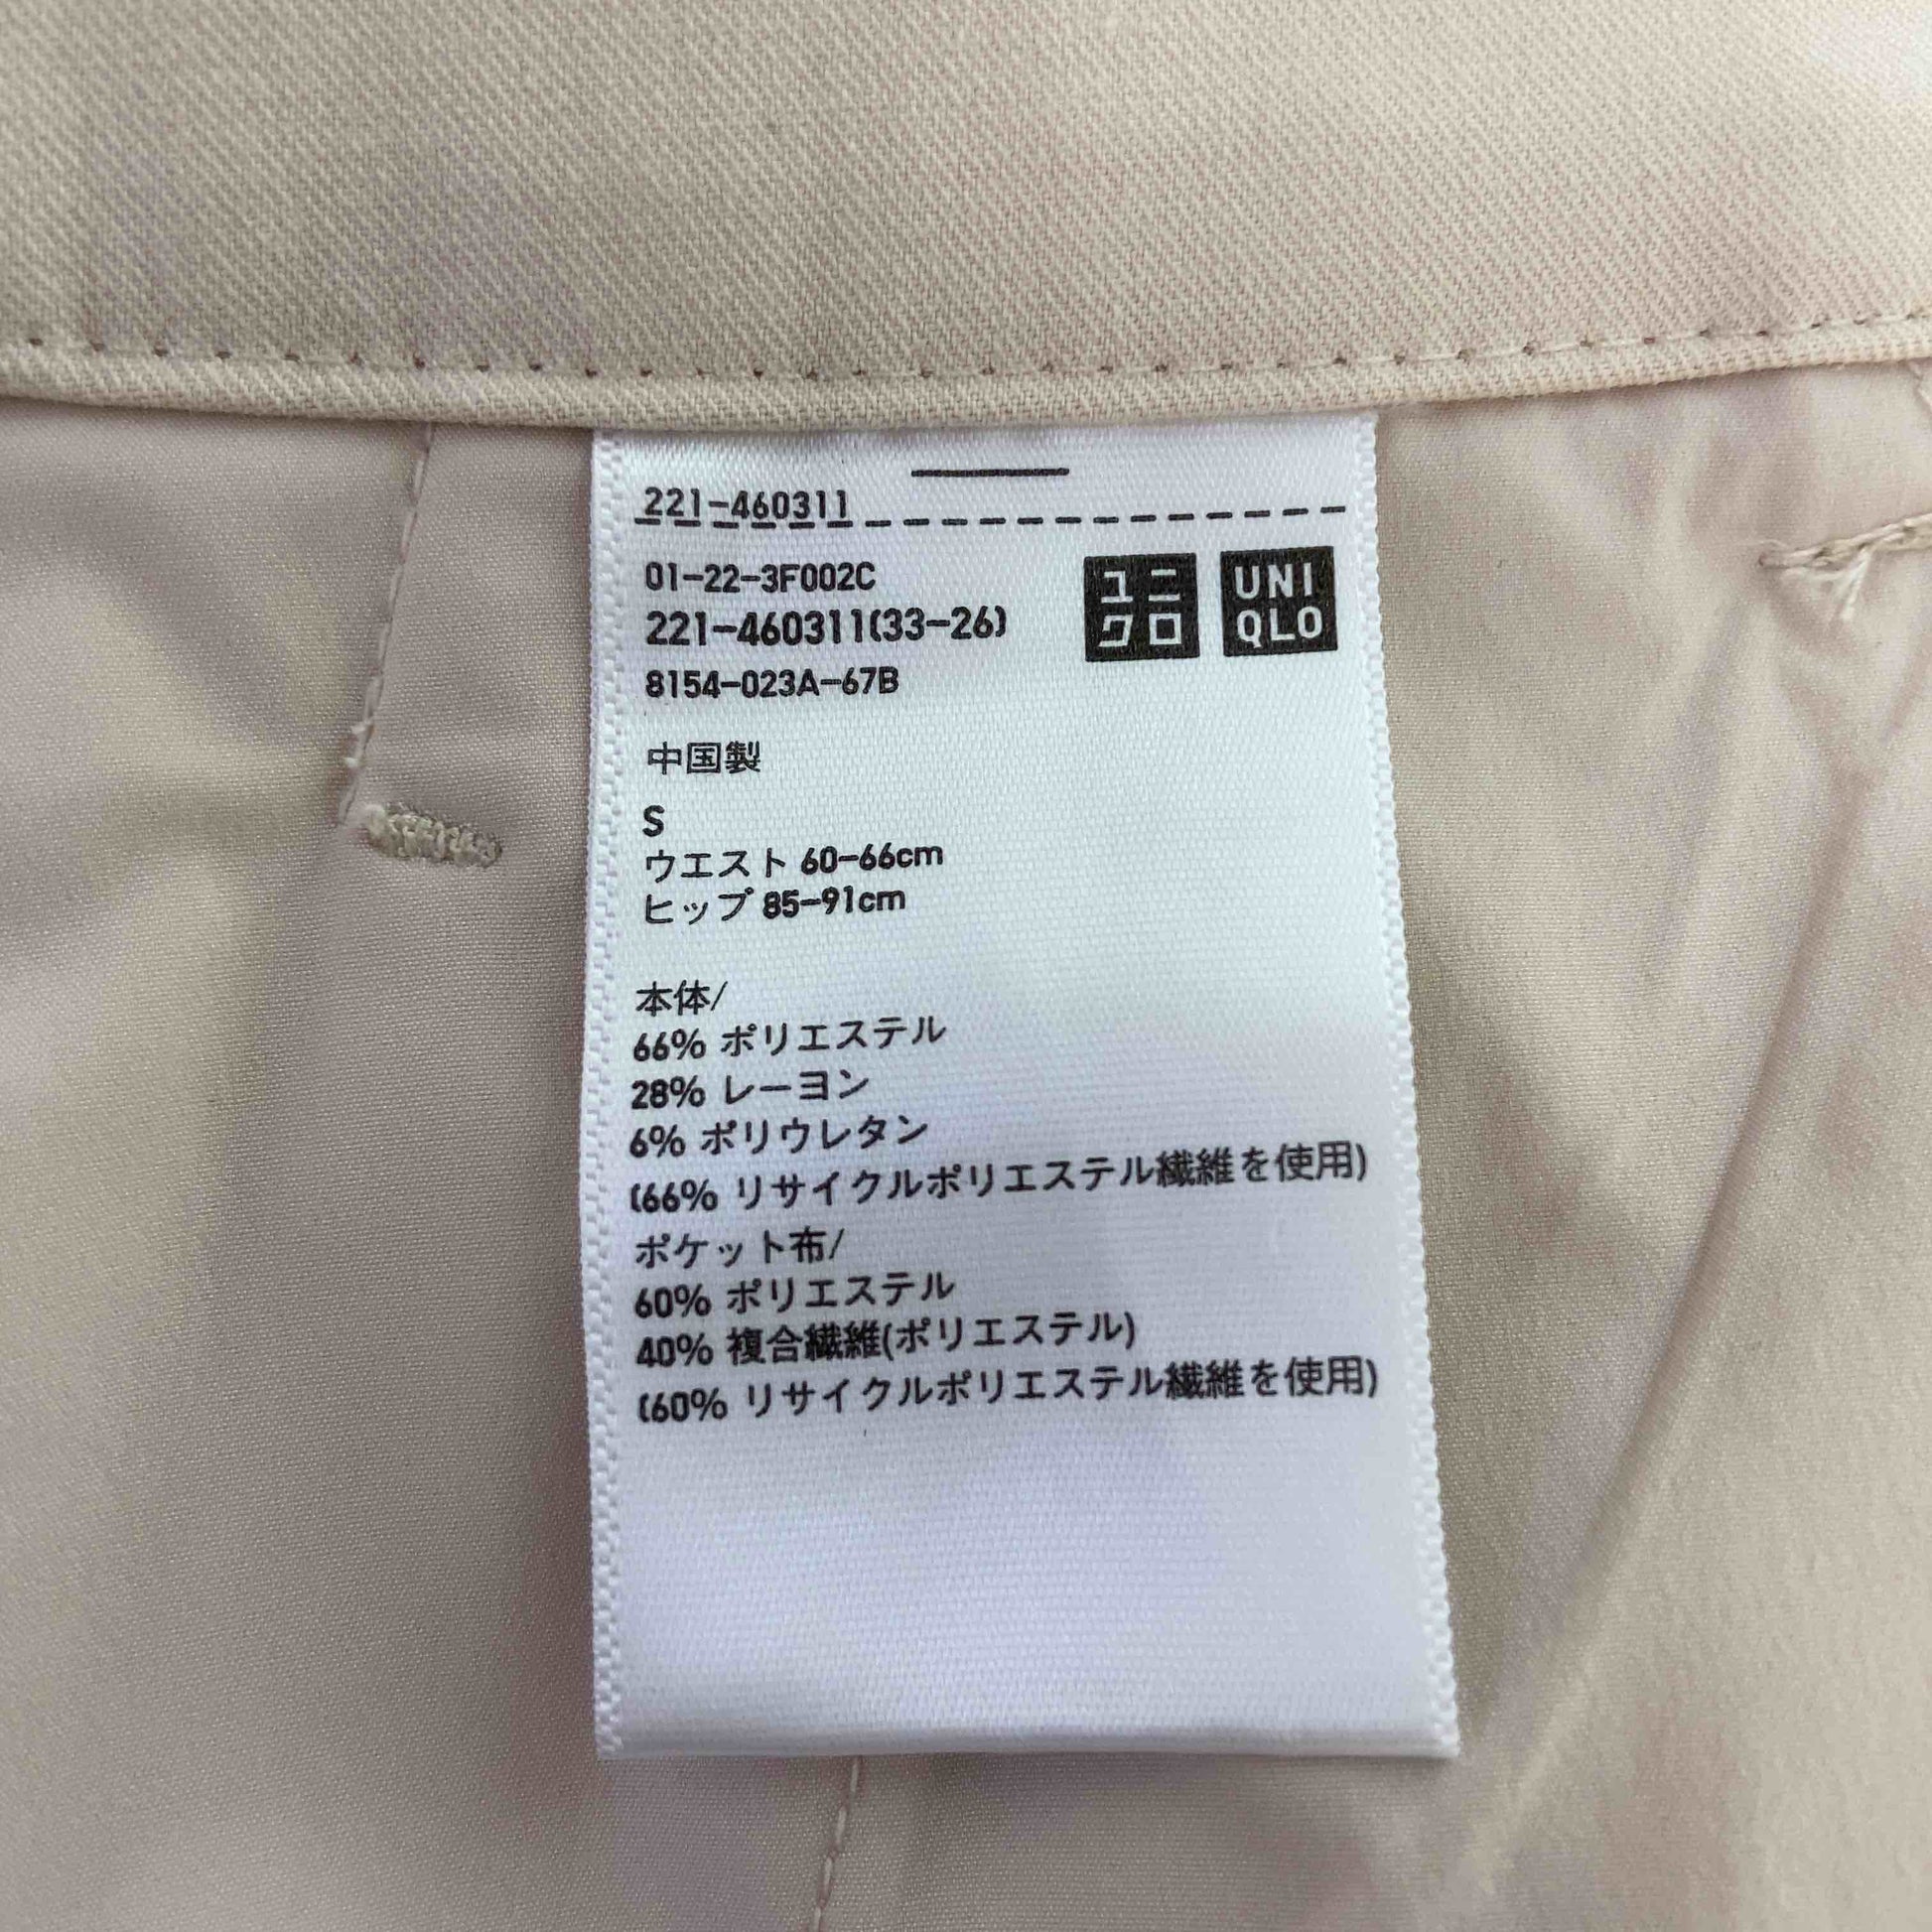 221-460311
01-22-3F002C
221-460311(33-26)
8154-023A-67B
ユニ
クロ
UNI
QLO
中国製
S
ウエスト 60-66cm
ヒップ 85-91cm
本体/
66% ポリエステル
28% レーヨン
6% ポリウレタン
(66% リサイクルポリエステル繊維を使用)
ポケット布/
60% ポリエステル
40% 複合繊維(ポリエステル)
(60% リサイクルポリエステル繊維を使用)